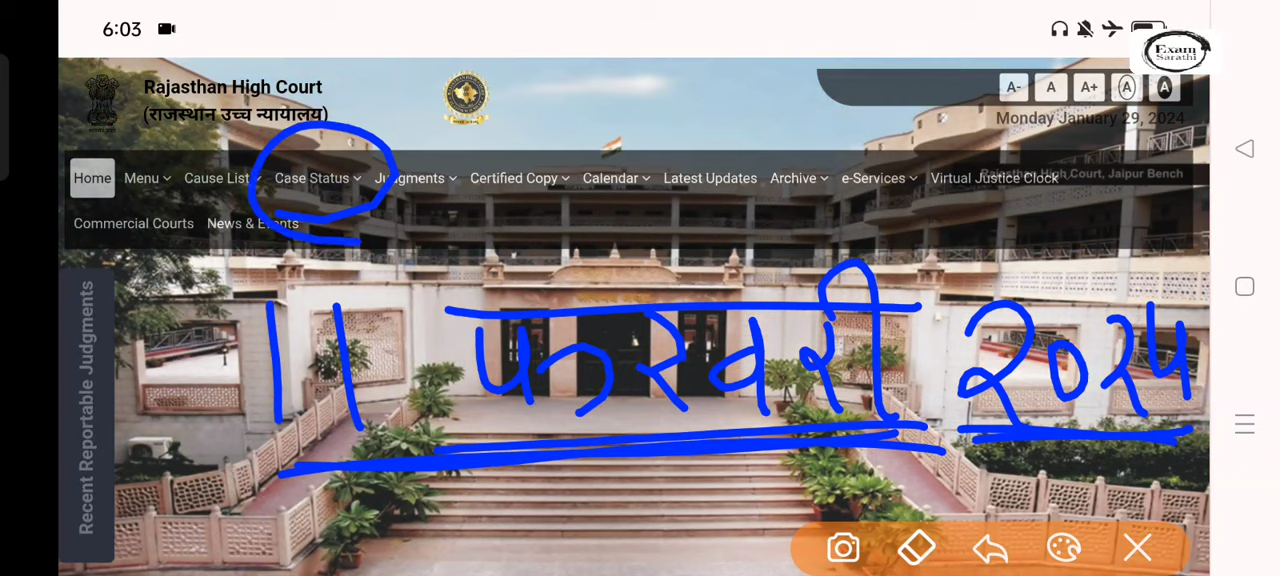 6:03
Exam
Sarathi
Rajasthan High Court
(राजस्थान उच्च न्यायालय)
A- A A+ A A
Monday January 29, 2024
Rajasthan High Court, Jaipur Bench
Home Menu Cause List Case Status Judgments Certified Copy Calendar Latest Updates Archive e-Services Virtual Justice Clock
Commercial Courts News & Events
11 फरवरी २०२५
Recent Reportable Judgments